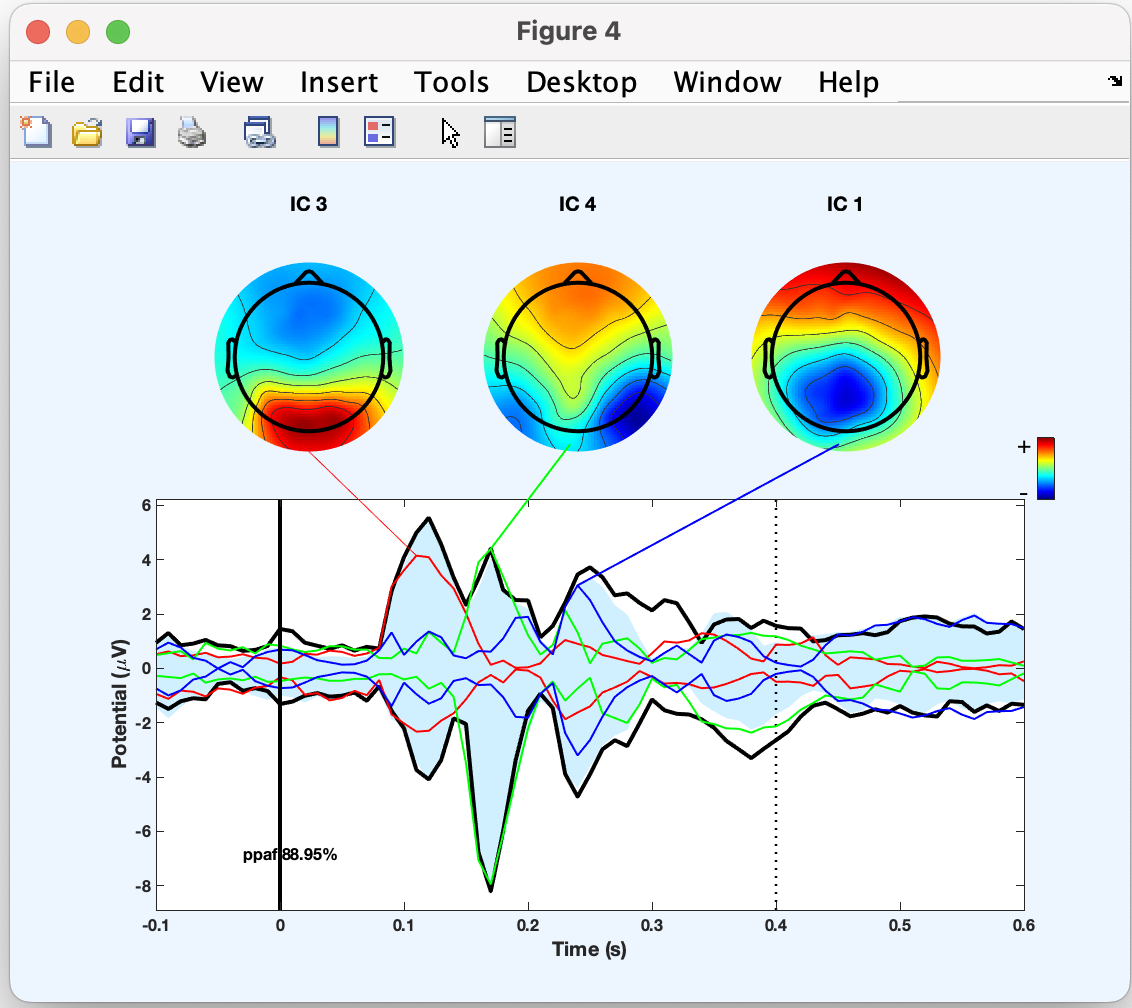 Figure 4
File Edit View Insert Tools Desktop Window Help
IC 3 IC 4 IC 1
+
-
6
4
2
0
-2
-4
-6
-8
Potential (μV)
ppaf 88.95%
-0.1 0 0.1 0.2 0.3 0.4 0.5 0.6
Time (s)